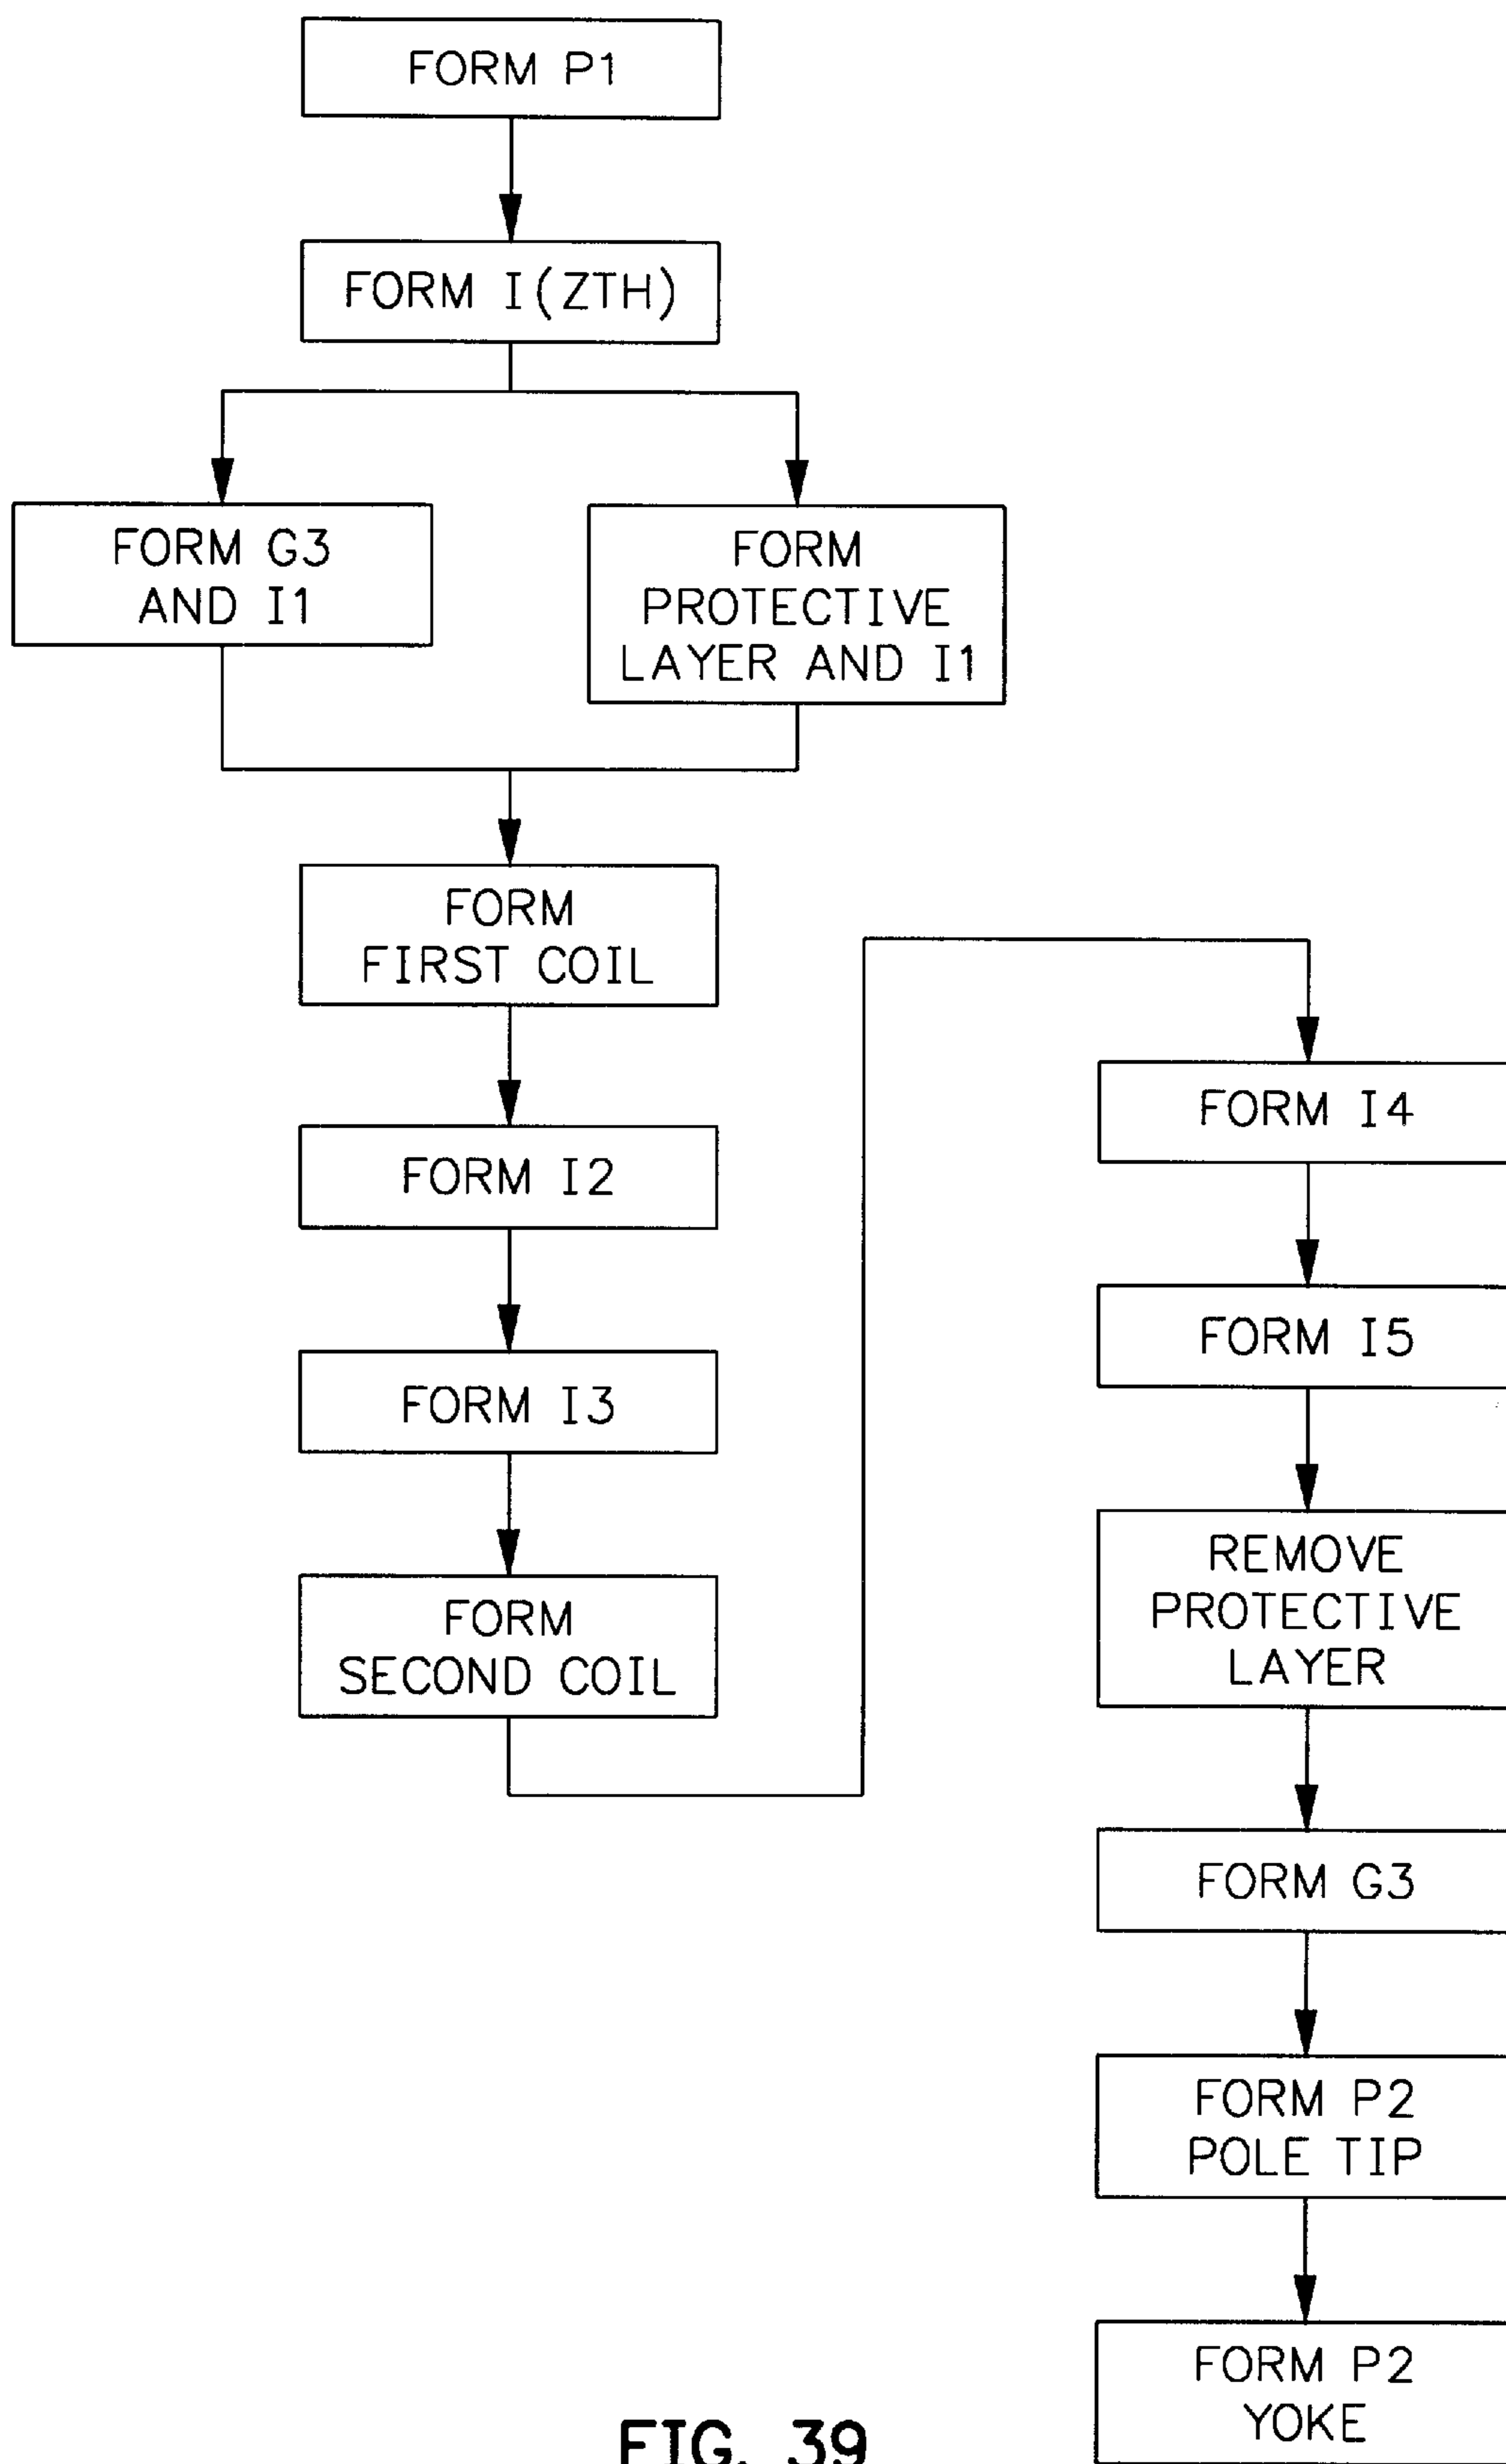 FORM P1
FORM I(ZTH)
FORM G3
AND I1
FORM
PROTECTIVE
LAYER AND I1
FORM
FIRST COIL
FORM I2
FORM I3
FORM
SECOND COIL
FORM I4
FORM I5
REMOVE
PROTECTIVE
LAYER
FORM G3
FORM P2
POLE TIP
FORM P2
YOKE
FIG. 39